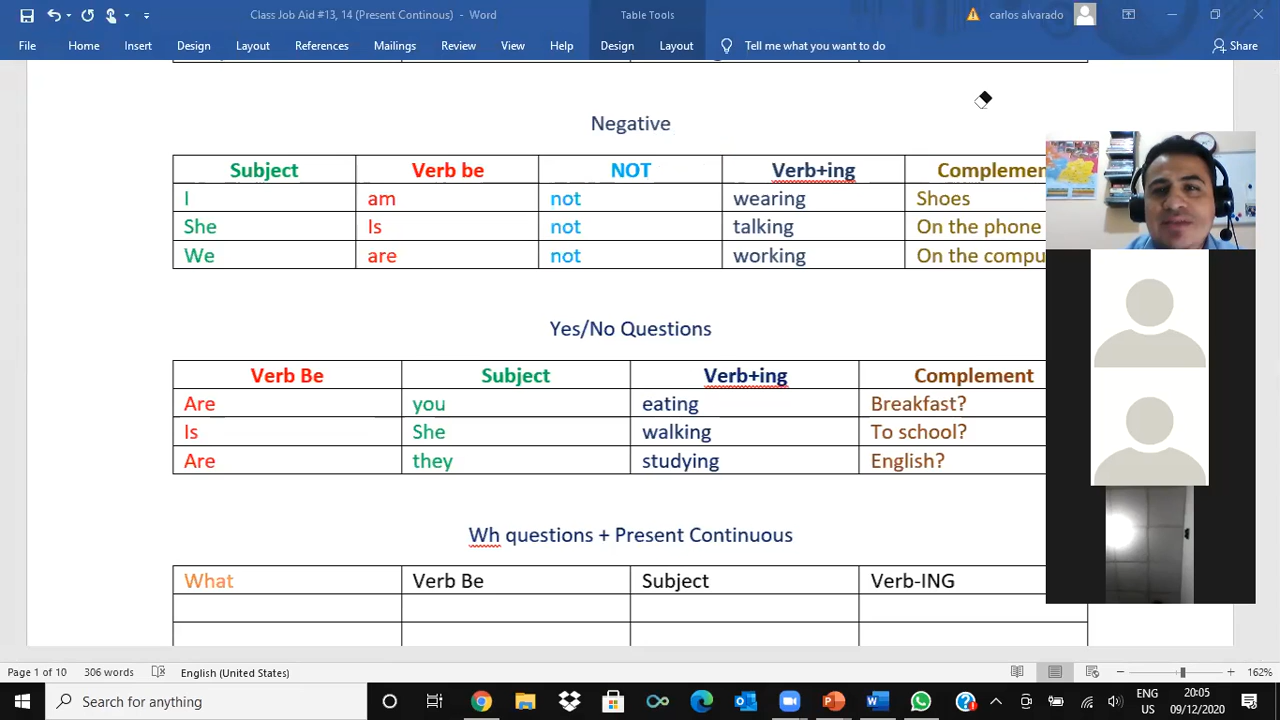 Class Job Aid #13, 14 (Present Continous) - Word
Table Tools
carlos alvarado
File Home Insert Design Layout References Mailings Review View Help Design Layout Tell me what you want to do Share
Negative
Subject Verb be NOT Verb+ing Complemen
I am not wearing Shoes
She Is not talking On the phone
We are not working On the compu
Yes/No Questions
Verb Be Subject Verb+ing Complement
Are you eating Breakfast?
Is She walking To school?
Are they studying English?
Wh questions + Present Continuous
What Verb Be Subject Verb-ING
Page 1 of 10 306 words English (United States) 162%
Search for anything
ENG 20:05
US 09/12/2020